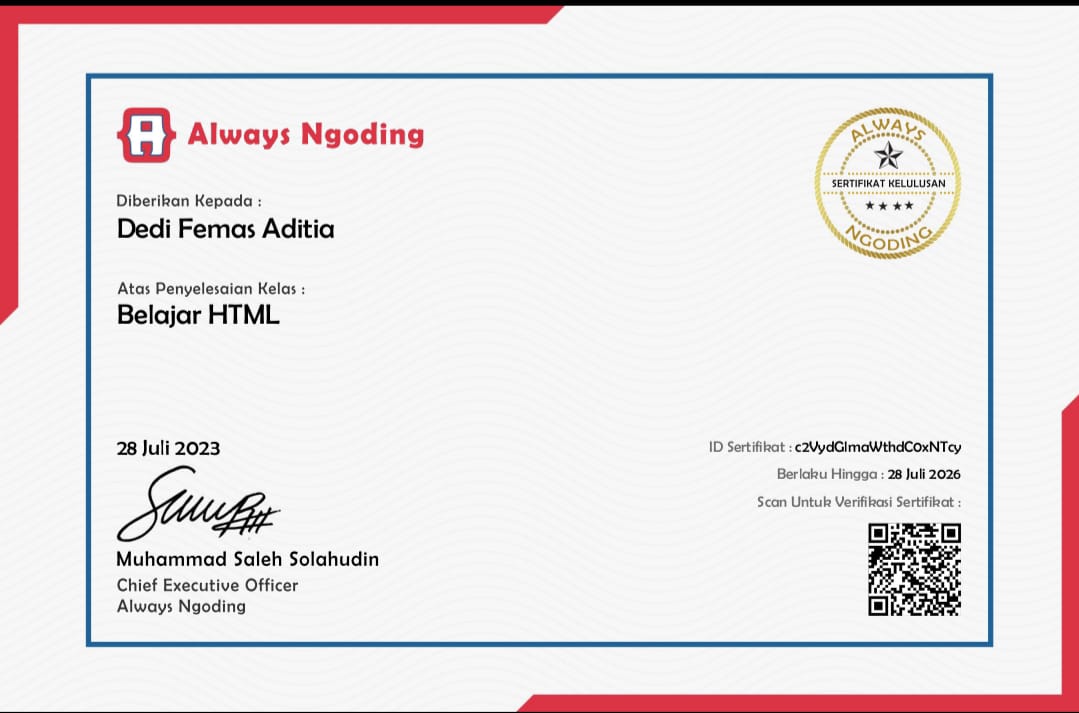 Always Ngoding
ALWAYS
SERTIFIKAT KELULUSAN
NGODING
Diberikan Kepada :
Dedi Femas Aditia
Atas Penyelesaian Kelas :
Belajar HTML
28 Juli 2023
Muhammad Saleh Solahudin
Chief Executive Officer
Always Ngoding
ID Sertifikat : c2VydGlmaWthdC0xNTcy
Berlaku Hingga : 28 Juli 2026
Scan Untuk Verifikasi Sertifikat :